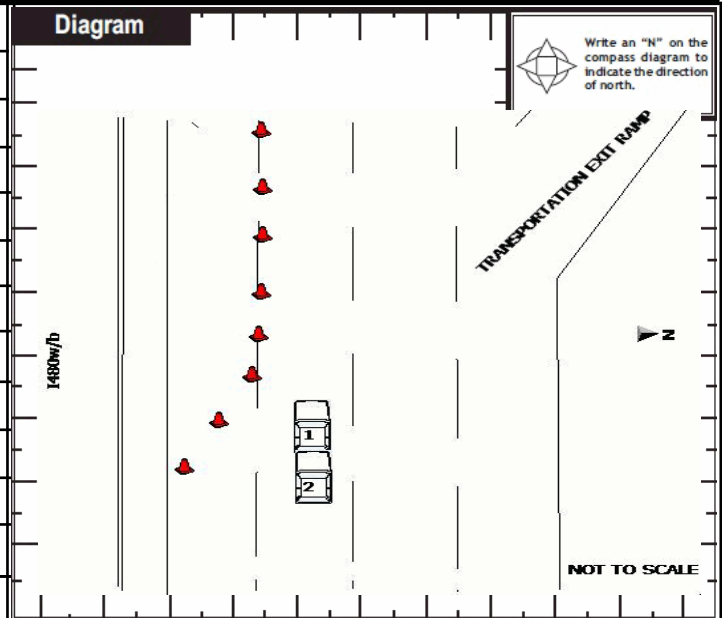 Diagram
Write an “N” on the
compass diagram to
indicate the direction
of north.
TRANSPORTATION EXIT RAMP
I480w/b
N
1
2
NOT TO SCALE